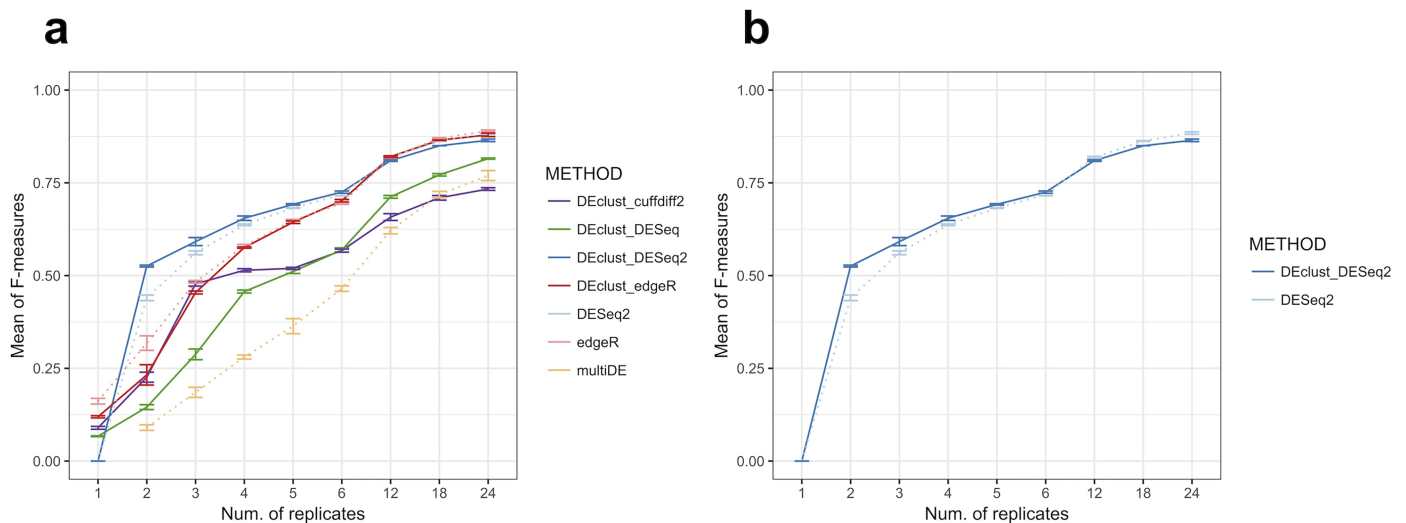 a
1.00
0.75
0.50
0.25
0.00
Mean of F-measures
1 2 3 4 5 6 12 18 24
Num. of replicates
METHOD
DEclust_cuffdiff2
DEclust_DESeq
DEclust_DESeq2
DEclust_edgeR
DESeq2
edgeR
multiDE
b
1.00
0.75
0.50
0.25
0.00
Mean of F-measures
1 2 3 4 5 6 12 18 24
Num. of replicates
METHOD
DEclust_DESeq2
DESeq2